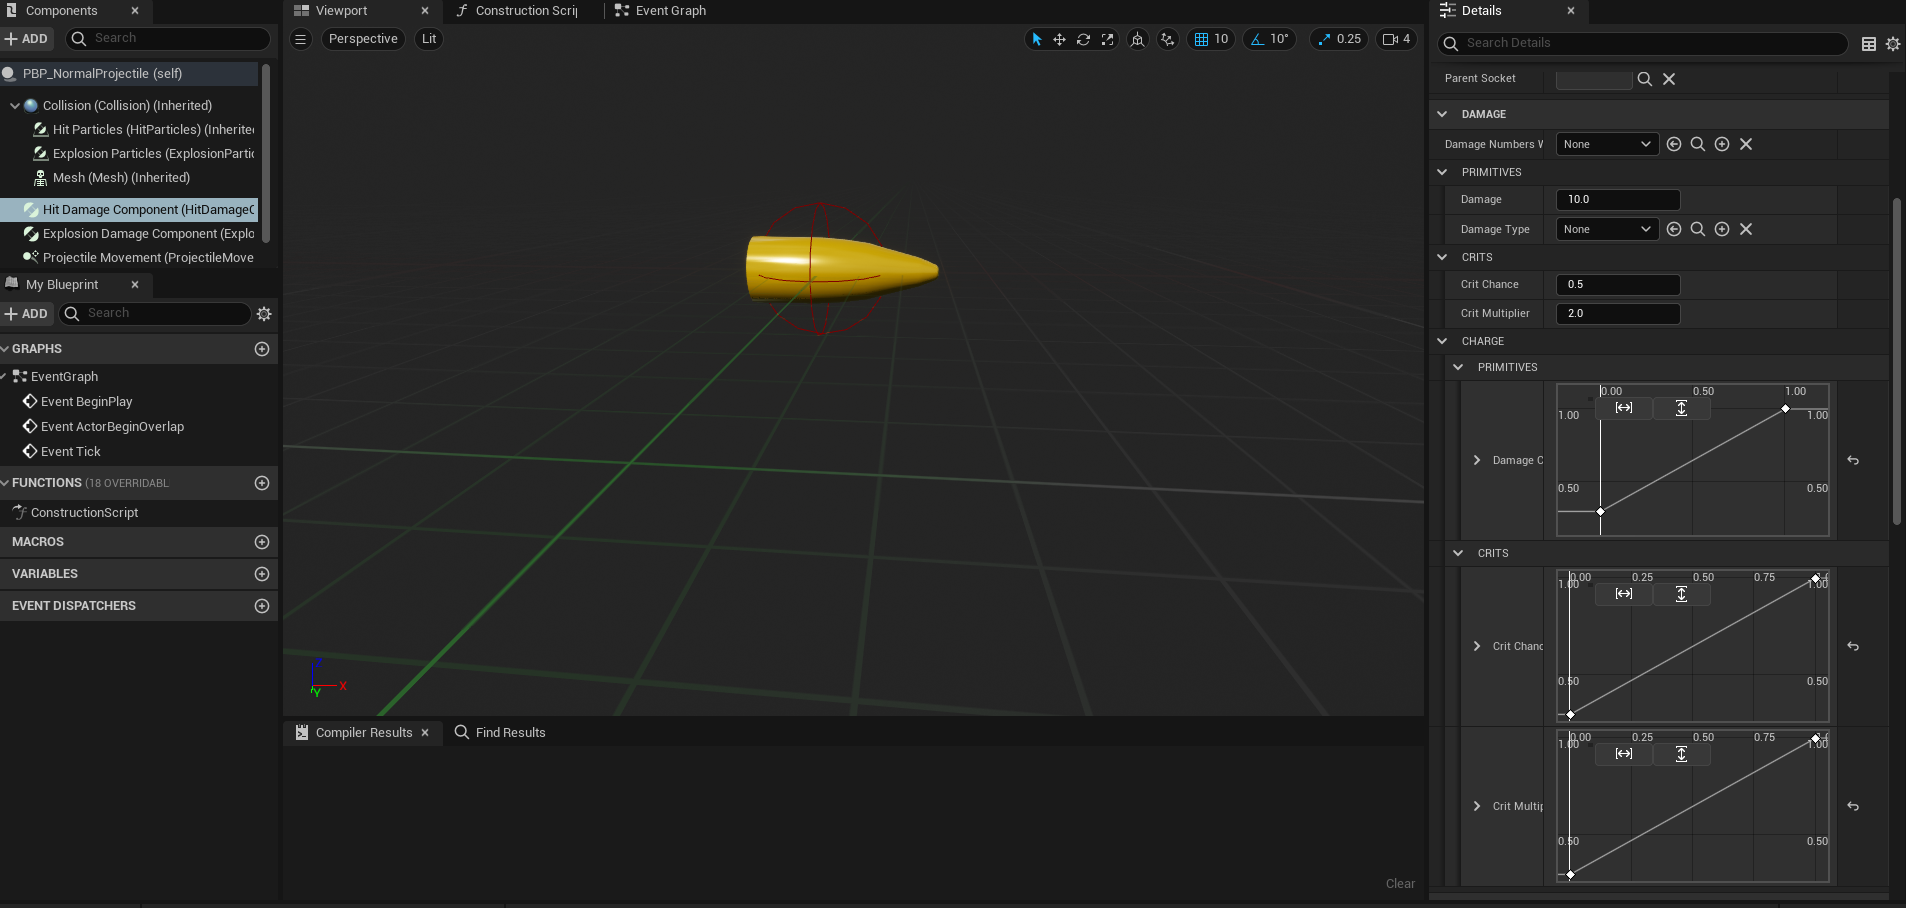 Components
ADD
Search
PBP_NormalProjectile (self)
Collision (Collision) (Inherited)
Hit Particles (HitParticles) (Inherite
Explosion Particles (ExplosionPartic
Mesh (Mesh) (Inherited)
Hit Damage Component (HitDamageC
Explosion Damage Component (Explo
Projectile Movement (ProjectileMove
My Blueprint
ADD
Search
GRAPHS
EventGraph
Event BeginPlay
Event ActorBeginOverlap
Event Tick
FUNCTIONS (18 OVERRIDABL
ConstructionScript
MACROS
VARIABLES
EVENT DISPATCHERS
Viewport
Construction Scrip
Event Graph
Perspective
Lit
10
10°
0.25
4
Z
X
Y
Compiler Results
Find Results
Clear
Details
Search Details
Parent Socket
DAMAGE
Damage Numbers W
None
PRIMITIVES
Damage
10.0
Damage Type
None
CRITS
Crit Chance
0.5
Crit Multiplier
2.0
CHARGE
PRIMITIVES
0.00 0.50 1.00
1.00 1.00
Damage C
0.50 0.50
CRITS
0.00 0.25 0.50 0.75
1.00 1.00
Crit Chanc
0.50 0.50
0.00 0.25 0.50 0.75
1.00 1.00
Crit Multip
0.50 0.50